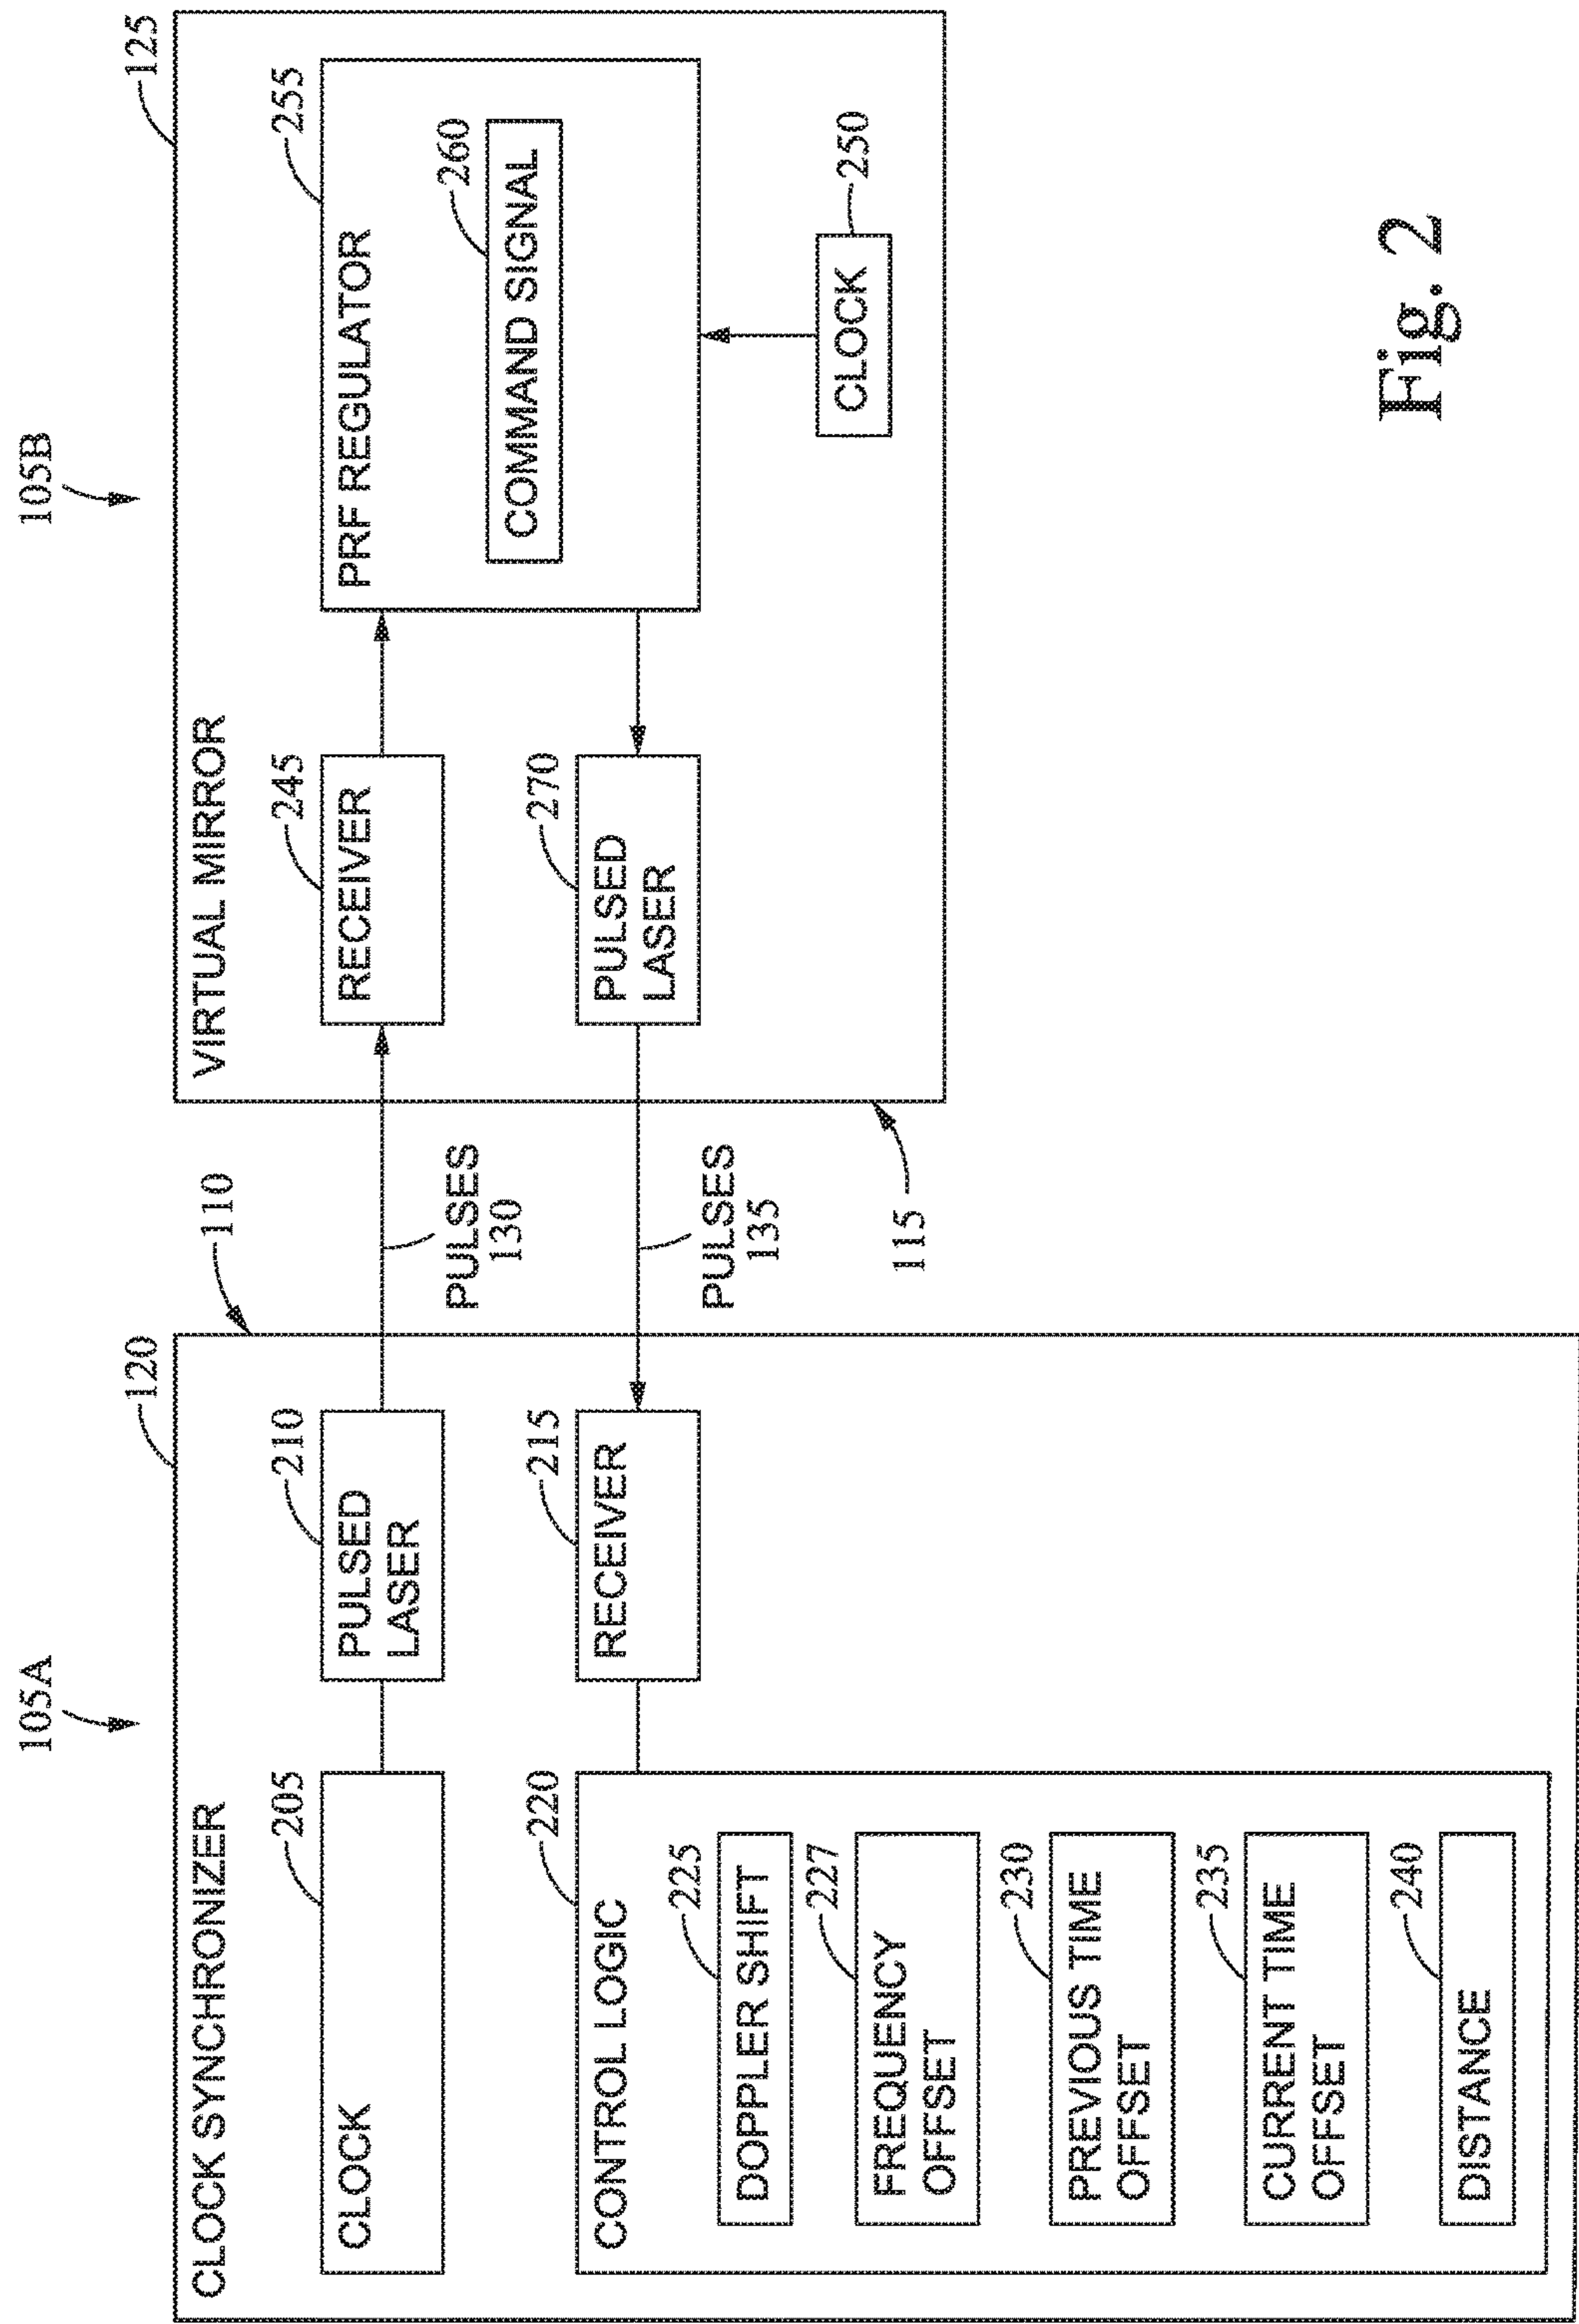 105A
105B
120
110
125
CLOCK SYNCHRONIZER
205
CLOCK
210
PULSED
LASER
PULSES
130
VIRTUAL MIRROR
245
RECEIVER
255
PRF REGULATOR
260
COMMAND SIGNAL
220
CONTROL LOGIC
215
RECEIVER
PULSES
135
270
PULSED
LASER
225
DOPPLER SHIFT
227
FREQUENCY
OFFSET
230
PREVIOUS TIME
OFFSET
235
CURRENT TIME
OFFSET
240
DISTANCE
115
CLOCK
250
Fig. 2